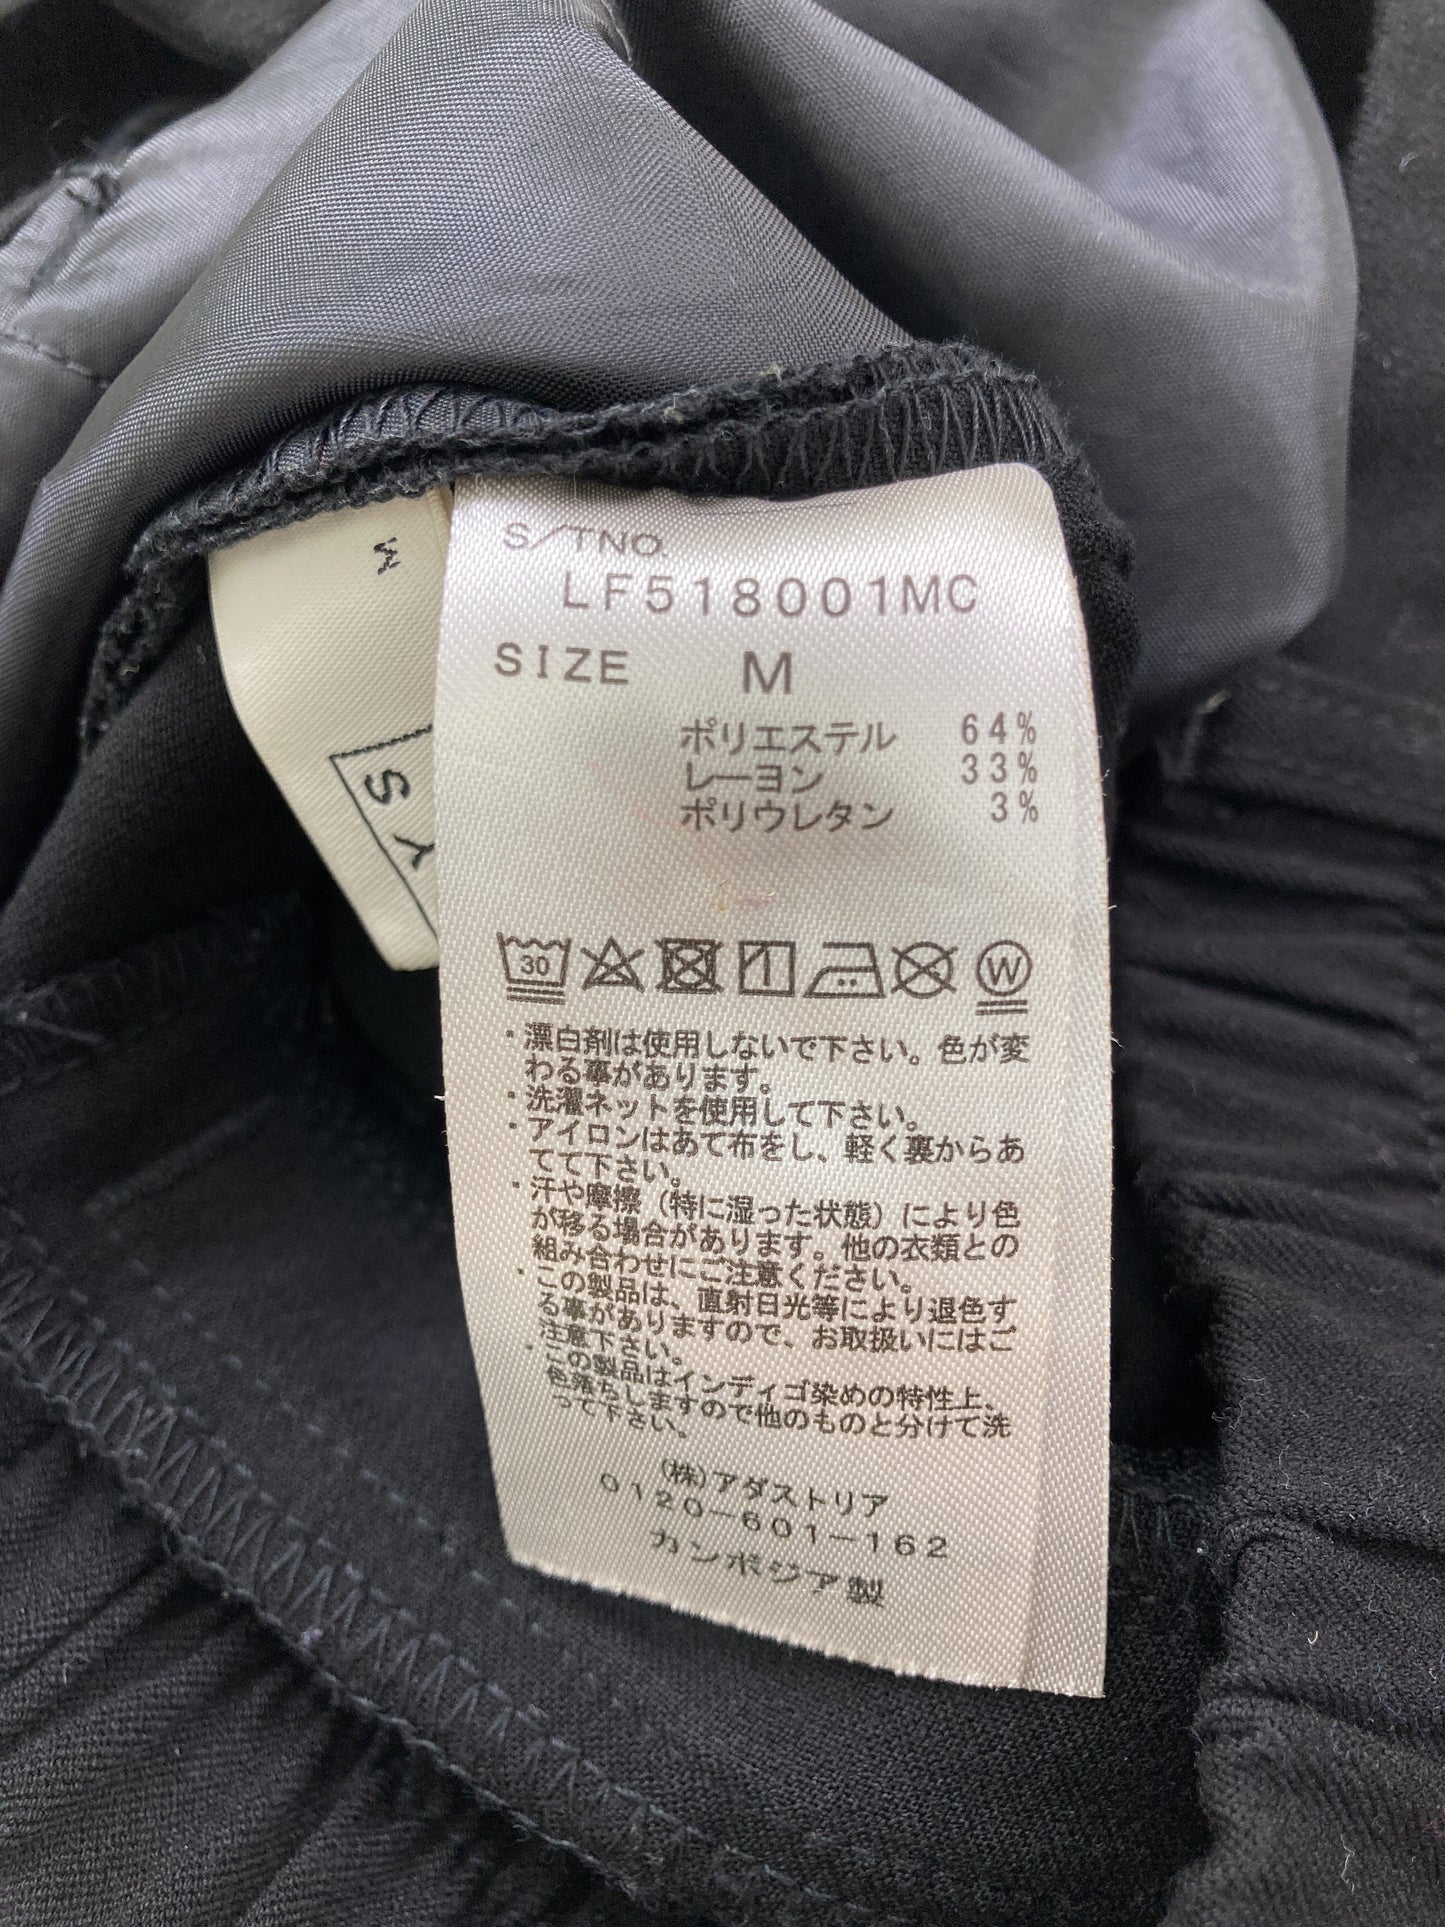 S/TNO.
LF518001MC
SIZE M
ポリエステル 64%
レーヨン 33%
ポリウレタン 3%
30
W
・漂白剤は使用しないで下さい。色が変
わる事があります。
・洗濯ネットを使用して下さい。
・アイロンはあて布をし、軽く裏からあ
てて下さい。
・汗や摩擦（特に湿った状態）により色
が移る場合があります。他の衣類との
組み合わせにご注意ください。
・この製品は、直射日光等により退色す
る事がありますので、お取扱いにはご
注意下さい。
・この製品はインディゴ染めの特性上、
色落ちしますので他のものと分けて洗
って下さい。
(株)アダストリア
0120-601-162
カンボジア製
M
SY